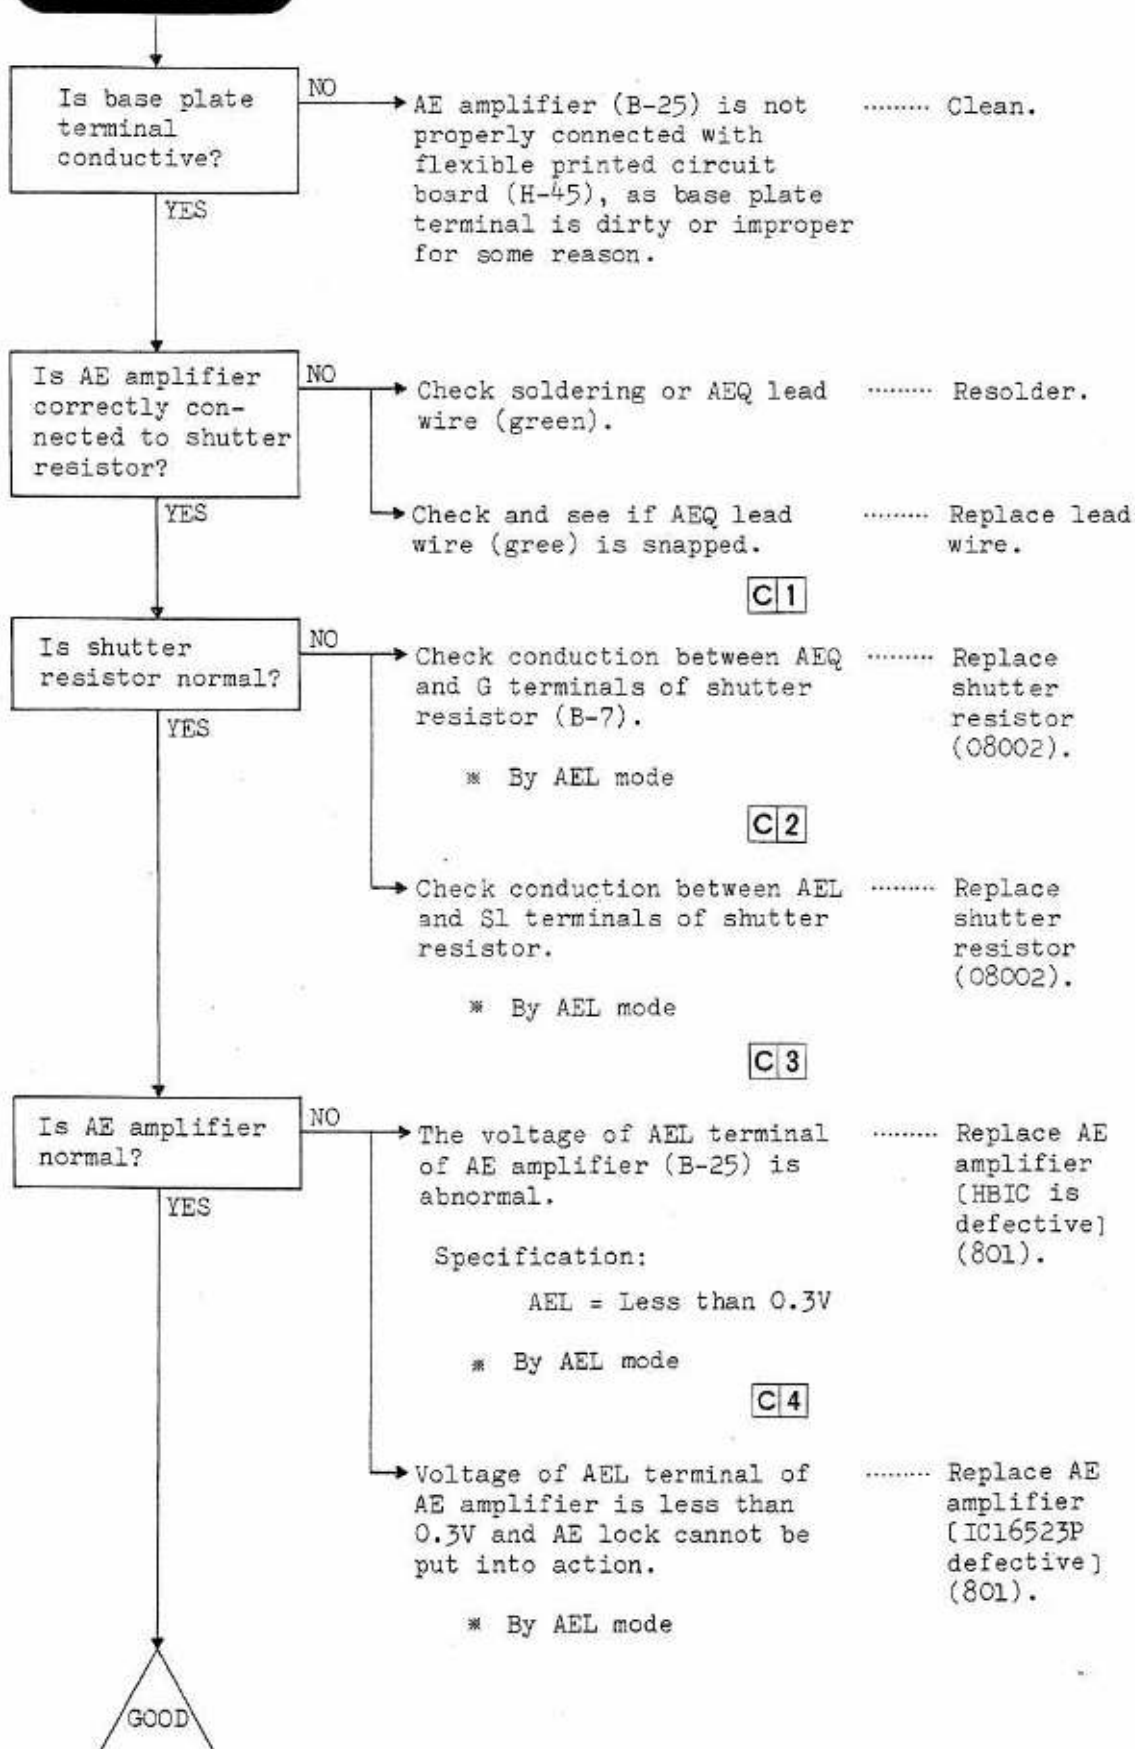 Is base plate
terminal
conductive?
NO
AE amplifier (B-25) is not
properly connected with
flexible printed circuit
board (H-45), as base plate
terminal is dirty or improper
for some reason.
......... Clean.
YES
Is AE amplifier
correctly con-
nected to shutter
resistor?
NO
Check soldering or AEQ lead
wire (green).
......... Resolder.
Check and see if AEQ lead
wire (gree) is snapped.
......... Replace lead
wire.
YES
C 1
Is shutter
resistor normal?
NO
Check conduction between AEQ
and G terminals of shutter
resistor (B-7).
......... Replace
shutter
resistor
(08002).
※ By AEL mode
YES
C 2
Check conduction between AEL
and S1 terminals of shutter
resistor.
......... Replace
shutter
resistor
(08002).
※ By AEL mode
C 3
Is AE amplifier
normal?
NO
The voltage of AEL terminal
of AE amplifier (B-25) is
abnormal.
......... Replace AE
amplifier
[HBIC is
defective]
(801).
Specification:
AEL = Less than 0.3V
※ By AEL mode
YES
C 4
Voltage of AEL terminal of
AE amplifier is less than
0.3V and AE lock cannot be
put into action.
......... Replace AE
amplifier
[IC16523P
defective]
(801).
※ By AEL mode
GOOD